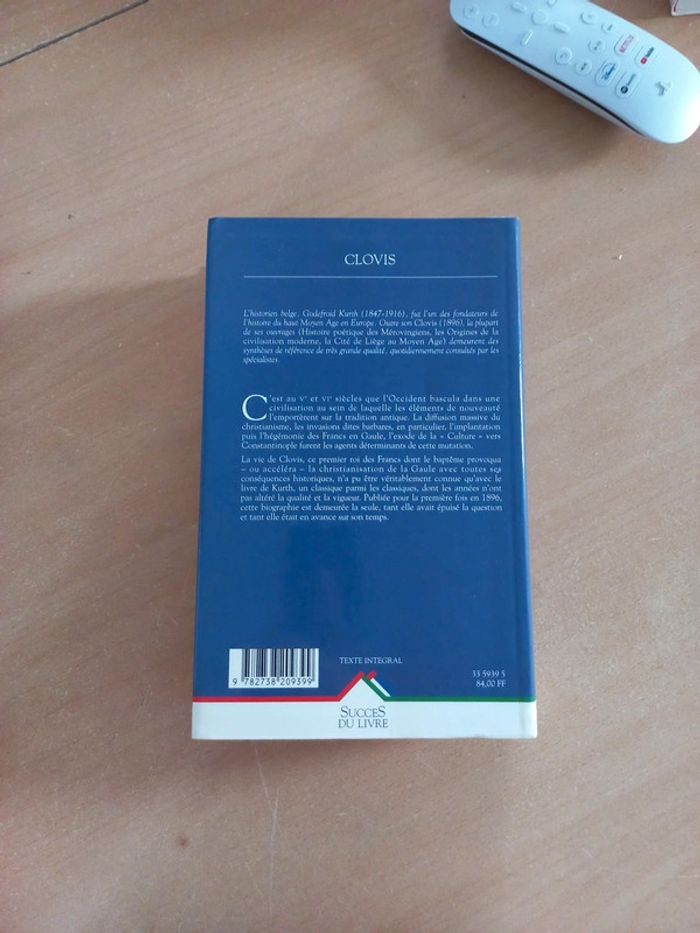 NETFLIX
Disney+
CLOVIS
L'historien belge, Godefroid Kurth (1847-1916), fut l'un des fondateurs de
l'histoire du haut Moyen Age en Europe. Outre son Clovis (1896), la plupart
de ses ouvrages (Histoire poétique des Mérovingiens, les Origines de la
civilisation moderne, la Cité de Liège au Moyen Age) demeurent des
synthèses de référence de très grande qualité, quotidiennement consultés par les
spécialistes.
C'est au Ve et VIe siècles que l'Occident bascula dans une
civilisation au sein de laquelle les éléments de nouveauté
l'emportèrent sur la tradition antique. La diffusion massive du
christianisme, les invasions dites barbares, en particulier, l'implantation
puis l'hégémonie des Francs en Gaule, l'exode de la « Culture » vers
Constantinople furent les agents déterminants de cette mutation.
La vie de Clovis, ce premier roi des Francs dont le baptême provoqua
– ou accéléra – la christianisation de la Gaule avec toutes ses
conséquences historiques, n'a pu être véritablement connue qu'avec le
livre de Kurth, un classique parmi les classiques, dont les années n'ont
pas altéré la qualité et la vigueur. Publiée pour la première fois en 1896,
cette biographie est demeurée la seule, tant elle avait épuisé la question
et tant elle était en avance sur son temps.
TEXTE INTEGRAL
33 5939 5
84,00 FF
9 782738 209399
SUCCES
DU LIVRE